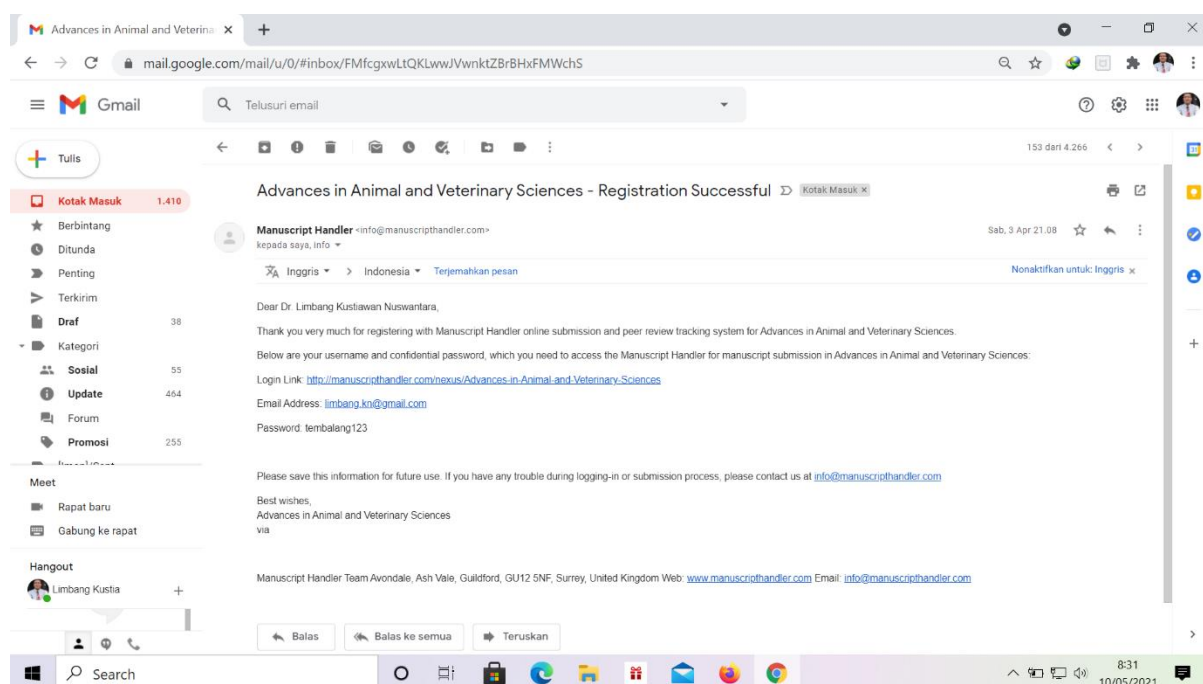 Advances in Animal and Veterina
mail.google.com/mail/u/0/#inbox/FMfcgxwLtQKLwwJVwnktZBrBHxFMWchS
Gmail
Telusuri email
Tulis
153 dari 4.266
Kotak Masuk 1.410
Berbintang
Ditunda
Penting
Terkirim
Draf 38
Kategori
Sosial 55
Update 464
Forum
Promosi 255
Meet
Rapat baru
Gabung ke rapat
Hangout
Limbang Kustia
Advances in Animal and Veterinary Sciences - Registration Successful Kotak Masuk ×
Manuscript Handler <info@manuscripthandler.com>
Sab, 3 Apr 21.08
kepada saya, info
Inggris > Indonesia Terjemahkan pesan
Nonaktifkan untuk: Inggris ×
Dear Dr. Limbang Kustiawan Nuswantara,
Thank you very much for registering with Manuscript Handler online submission and peer review tracking system for Advances in Animal and Veterinary Sciences.
Below are your username and confidential password, which you need to access the Manuscript Handler for manuscript submission in Advances in Animal and Veterinary Sciences:
Login Link: http://manuscripthandler.com/nexus/Advances-in-Animal-and-Veterinary-Sciences
Email Address: limbang.kn@gmail.com
Password: tembalang123
Please save this information for future use. If you have any trouble during logging-in or submission process, please contact us at info@manuscripthandler.com
Best wishes,
Advances in Animal and Veterinary Sciences
via
Manuscript Handler Team Avondale, Ash Vale, Guildford, GU12 5NF, Surrey, United Kingdom Web: www.manuscripthandler.com Email: info@manuscripthandler.com
Balas
Balas ke semua
Teruskan
Search
8:31
10/05/2021